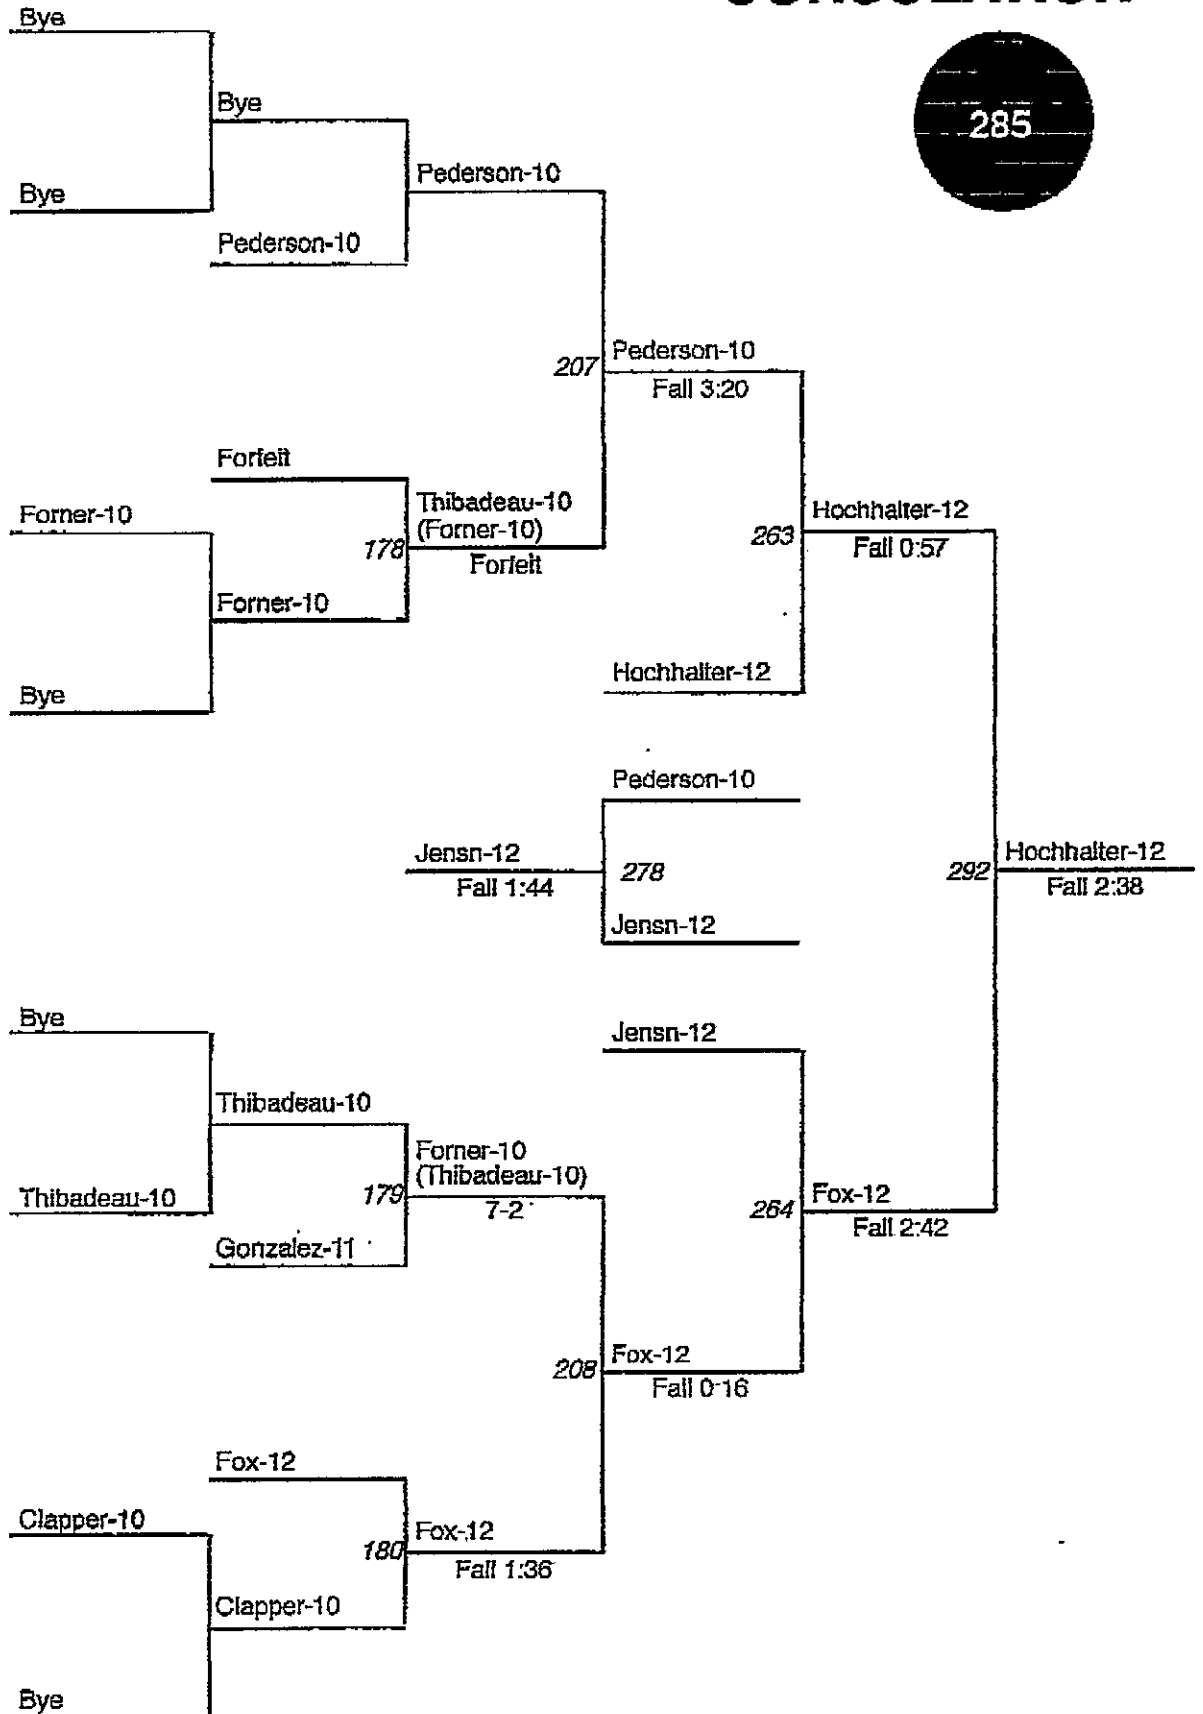 Bye
285
Bye
Pederson-10
Bye
Pederson-10
207
Pederson-10
Fall 3:20
Forfeit
Thibadeau-10
(Forner-10)
Forner-10
Hochhalter-12
178
263
Forfeit
Fall 0:57
Forner-10
Hochhalter-12
Bye
Pederson-10
Jensn-12
Hochhalter-12
278
292
Fall 1:44
Fall 2:38
Jensn-12
Bye
Jensn-12
Thibadeau-10
Forner-10
(Thibadeau-10)
Thibadeau-10
179
Fox-12
7-2
264
Fall 2:42
Gonzalez-11
208
Fox-12
Fall 0:16
Fox-12
Clapper-10
Fox-12
180
Fall 1:36
Clapper-10
Bye